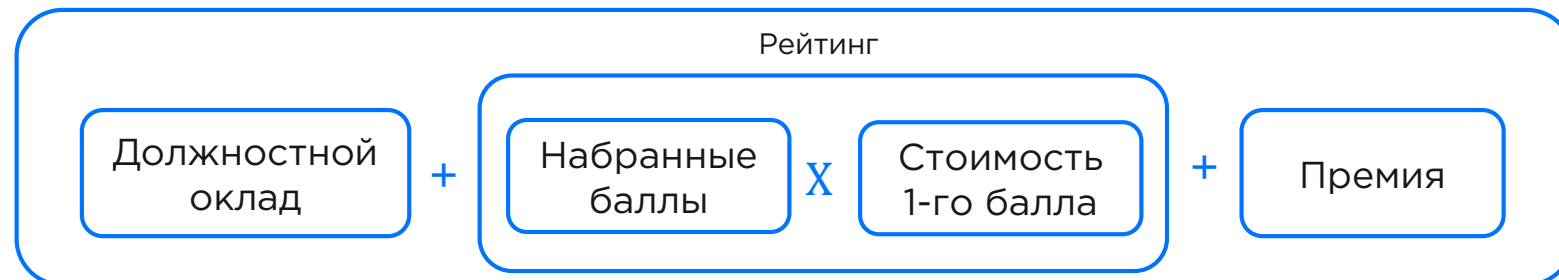 Рейтинг
Должностной
оклад
+
Набранные
баллы
X
Стоимость
1-го балла
+
Премия